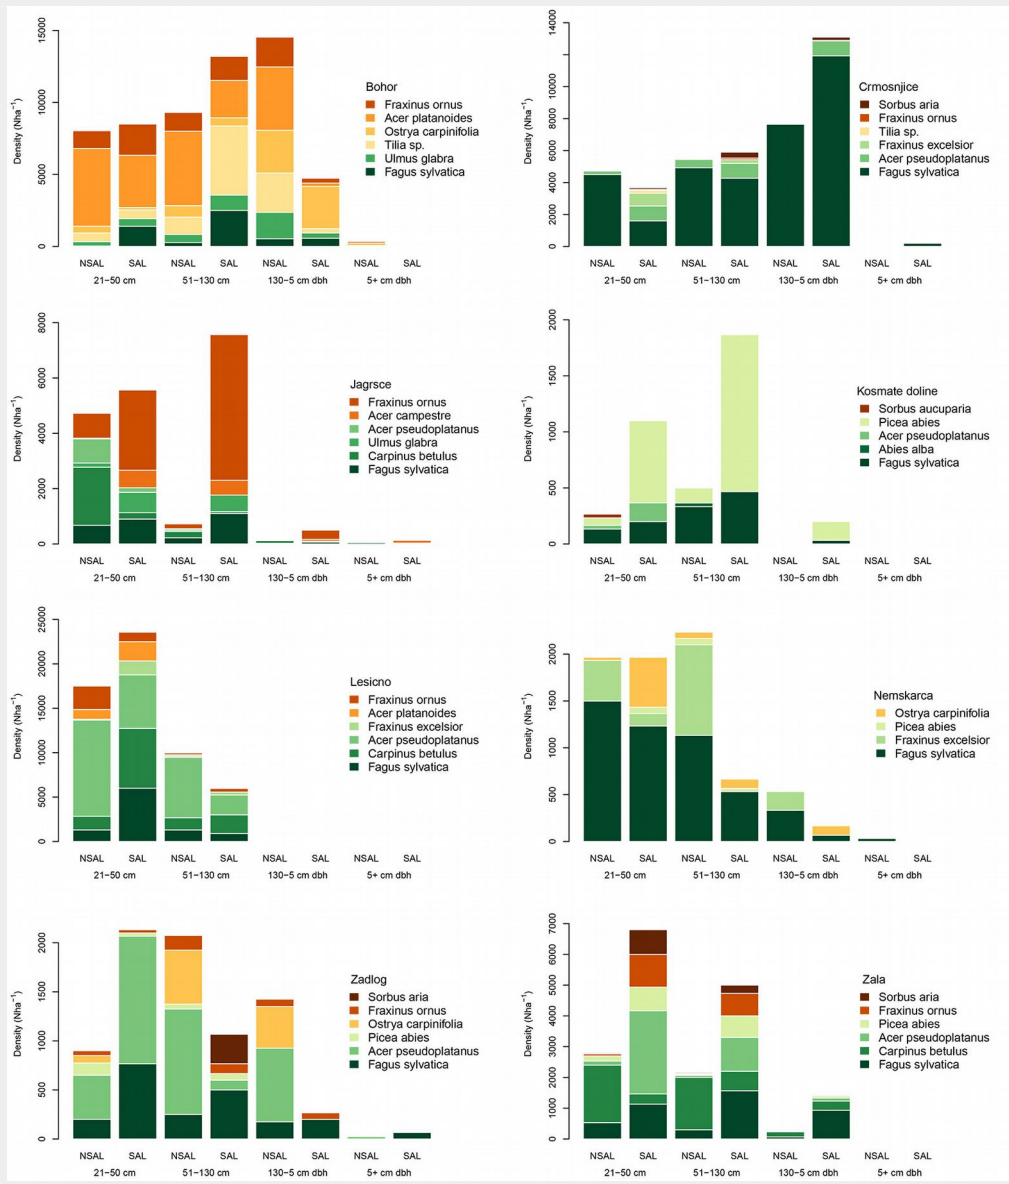 Bohor
Density (Nha⁻¹)
15000
10000
5000
0
Fraxinus ornus
Acer platanoides
Ostrya carpinifolia
Tilia sp.
Ulmus glabra
Fagus sylvatica
NSAL SAL NSAL SAL NSAL SAL NSAL SAL
21−50 cm 51−130 cm 130−5 cm dbh 5+ cm dbh
Crmosnjice
Density (Nha⁻¹)
14000
10000
8000
6000
4000
2000
0
Sorbus aria
Fraxinus ornus
Tilia sp.
Fraxinus excelsior
Acer pseudoplatanus
Fagus sylvatica
NSAL SAL NSAL SAL NSAL SAL NSAL SAL
21−50 cm 51−130 cm 130−5 cm dbh 5+ cm dbh
Jagrsce
Density (Nha⁻¹)
8000
6000
4000
2000
0
Fraxinus ornus
Acer campestre
Acer pseudoplatanus
Ulmus glabra
Carpinus betulus
Fagus sylvatica
NSAL SAL NSAL SAL NSAL SAL NSAL SAL
21−50 cm 51−130 cm 130−5 cm dbh 5+ cm dbh
Kosmate doline
Density (Nha⁻¹)
2000
1500
1000
500
0
Sorbus aucuparia
Picea abies
Acer pseudoplatanus
Abies alba
Fagus sylvatica
NSAL SAL NSAL SAL NSAL SAL NSAL SAL
21−50 cm 51−130 cm 130−5 cm dbh 5+ cm dbh
Lesicno
Density (Nha⁻¹)
25000
20000
15000
10000
5000
0
Fraxinus ornus
Acer platanoides
Fraxinus excelsior
Acer pseudoplatanus
Carpinus betulus
Fagus sylvatica
NSAL SAL NSAL SAL NSAL SAL NSAL SAL
21−50 cm 51−130 cm 130−5 cm dbh 5+ cm dbh
Nemskarca
Density (Nha⁻¹)
2000
1500
1000
500
0
Ostrya carpinifolia
Picea abies
Fraxinus excelsior
Fagus sylvatica
NSAL SAL NSAL SAL NSAL SAL NSAL SAL
21−50 cm 51−130 cm 130−5 cm dbh 5+ cm dbh
Zadlog
Density (Nha⁻¹)
2000
1500
1000
500
0
Sorbus aria
Fraxinus ornus
Ostrya carpinifolia
Picea abies
Acer pseudoplatanus
Fagus sylvatica
NSAL SAL NSAL SAL NSAL SAL NSAL SAL
21−50 cm 51−130 cm 130−5 cm dbh 5+ cm dbh
Zala
Density (Nha⁻¹)
7000
6000
5000
4000
3000
2000
1000
0
Sorbus aria
Fraxinus ornus
Picea abies
Acer pseudoplatanus
Carpinus betulus
Fagus sylvatica
NSAL SAL NSAL SAL NSAL SAL NSAL SAL
21−50 cm 51−130 cm 130−5 cm dbh 5+ cm dbh